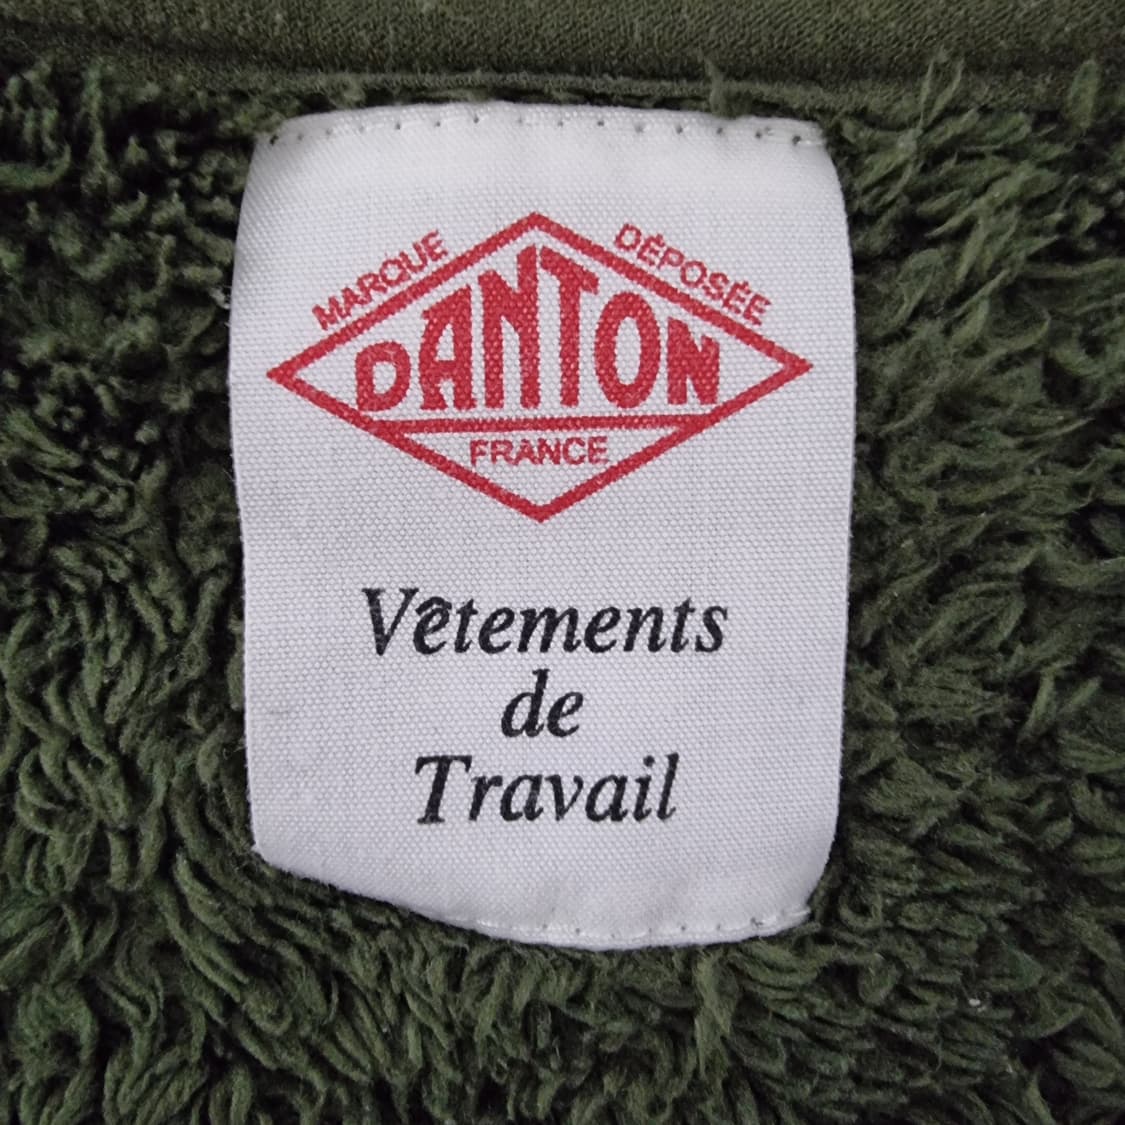 MARQUE DÉPOSÉE
DANTON
FRANCE
Vêtements
de
Travail